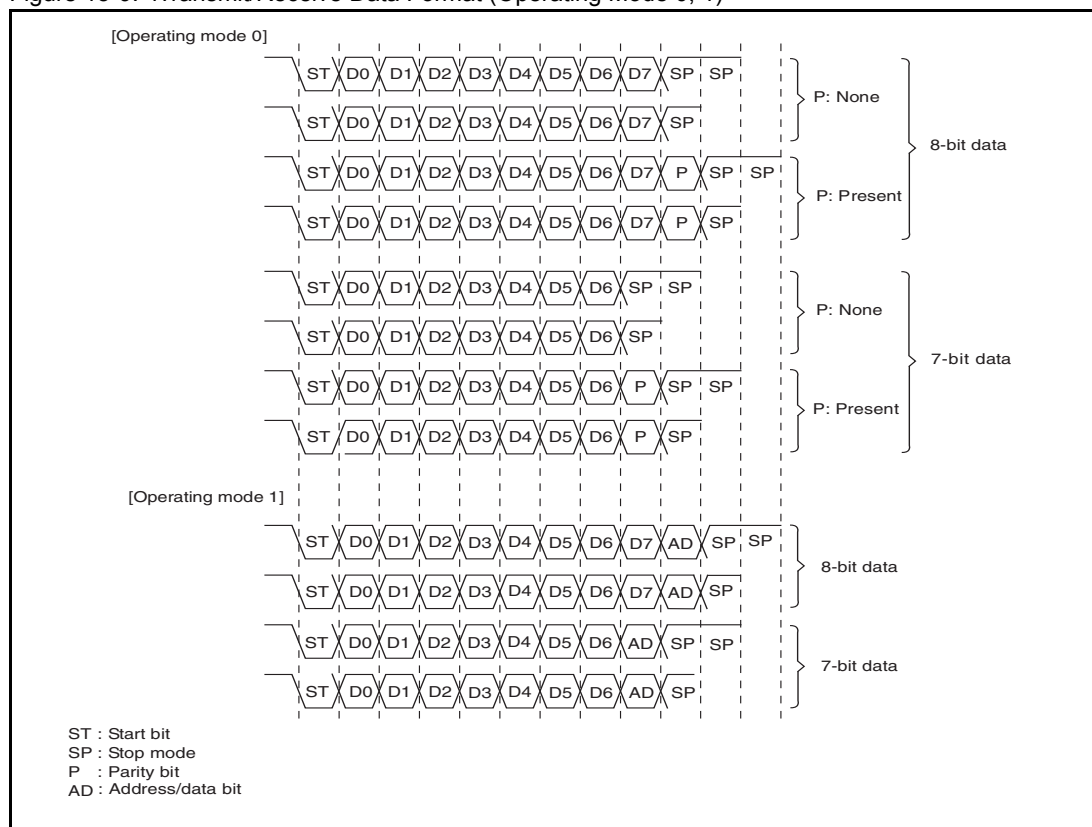 Figure 18-6. 1Transmit/Receive Data Format (Operating Mode 0, 1)
[Operating mode 0]
ST D0 D1 D2 D3 D4 D5 D6 D7 SP SP
P: None
ST D0 D1 D2 D3 D4 D5 D6 D7 SP
8-bit data
ST D0 D1 D2 D3 D4 D5 D6 D7 P SP SP
P: Present
ST D0 D1 D2 D3 D4 D5 D6 D7 P SP
ST D0 D1 D2 D3 D4 D5 D6 SP SP
P: None
ST D0 D1 D2 D3 D4 D5 D6 SP
7-bit data
ST D0 D1 D2 D3 D4 D5 D6 P SP SP
P: Present
ST D0 D1 D2 D3 D4 D5 D6 P SP
[Operating mode 1]
ST D0 D1 D2 D3 D4 D5 D6 D7 AD SP SP
8-bit data
ST D0 D1 D2 D3 D4 D5 D6 D7 AD SP
ST D0 D1 D2 D3 D4 D5 D6 AD SP SP
7-bit data
ST D0 D1 D2 D3 D4 D5 D6 AD SP
ST : Start bit
SP : Stop mode
P : Parity bit
AD : Address/data bit